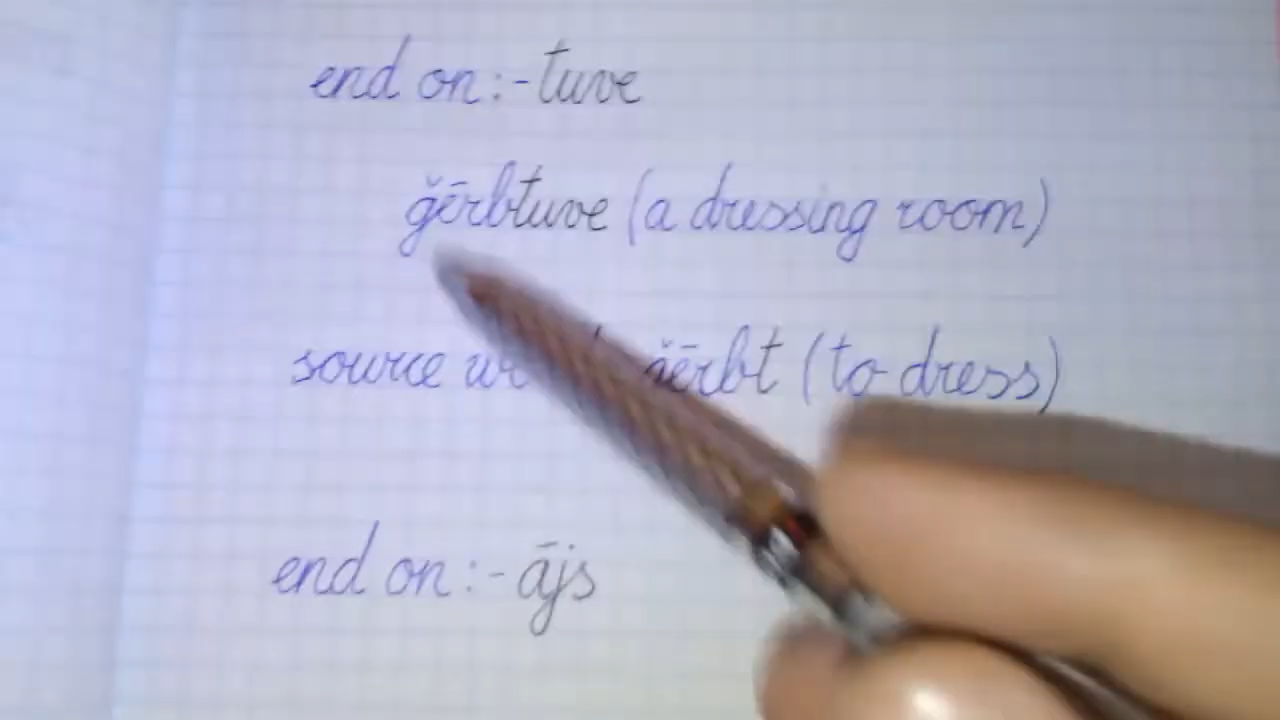 end on:-tuve
ģērbtuve (a dressing room)
source ģērbt (to dress)
end on:-ājs